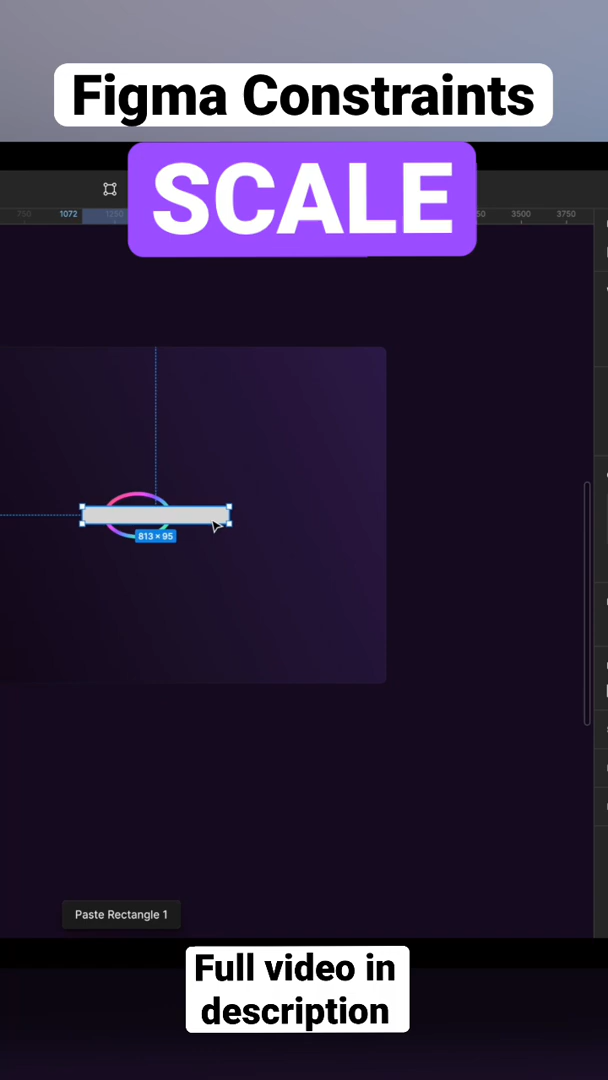 Figma Constraints
SCALE
750 1072 1250 3500 3750
813 × 95
Paste Rectangle 1
Full video in
description